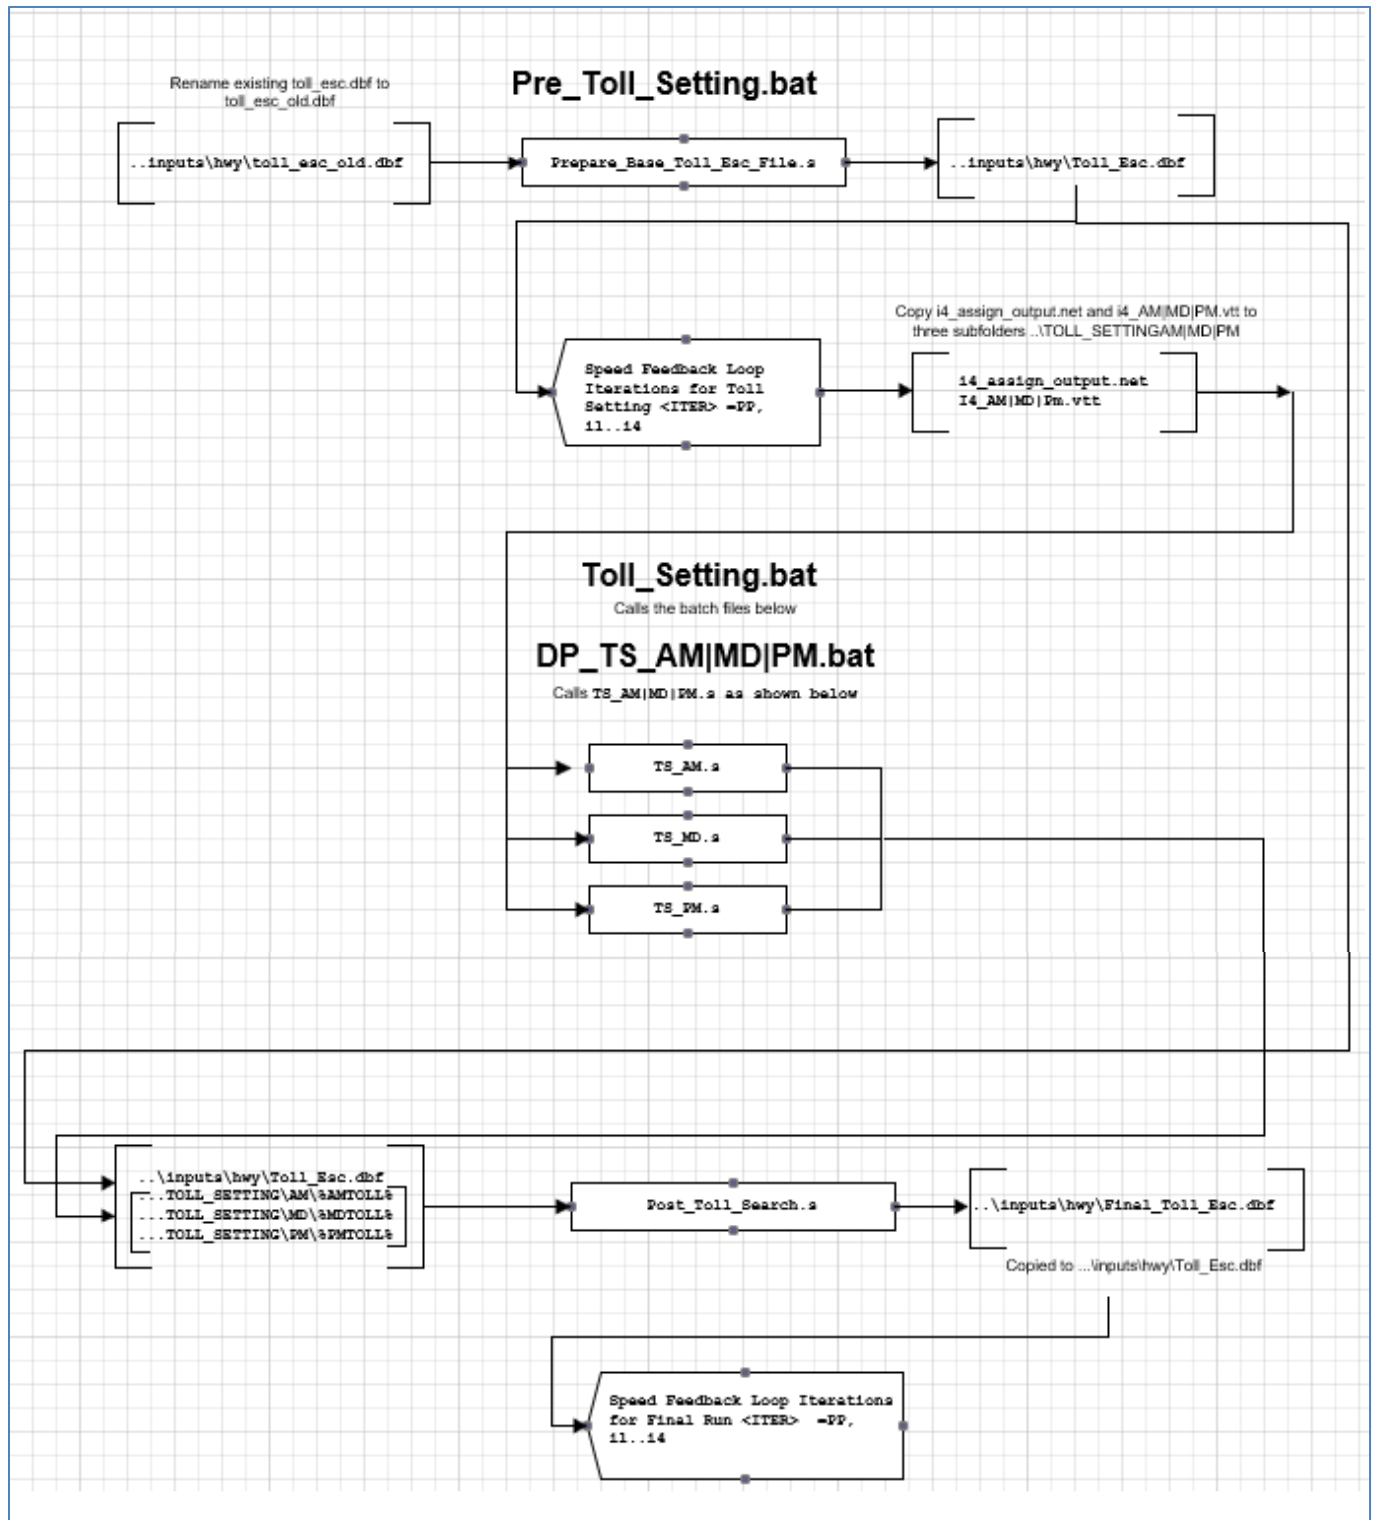 Rename existing toll_esc.dbf to
toll_esc_old.dbf
Pre_Toll_Setting.bat
..inputs\hwy\toll_esc_old.dbf
Prepare_Base_Toll_Esc_File.s
..inputs\hwy\Toll_Esc.dbf
Copy i4_assign_output.net and i4_AM|MD|PM.vtt to
three subfolders ..\TOLL_SETTINGAM|MD|PM
Speed Feedback Loop
Iterations for Toll
Setting <ITER> =PP,
i1..i4
i4_assign_output.net
I4_AM|MD|Pm.vtt
Toll_Setting.bat
Calls the batch files below
DP_TS_AM|MD|PM.bat
Calls TS_AM|MD|PM.s as shown below
TS_AM.s
TS_MD.s
TS_PM.s
..\inputs\hwy\Toll_Esc.dbf
...TOLL_SETTING\AM\%AMTOLL%
...TOLL_SETTING\MD\%MDTOLL%
...TOLL_SETTING\PM\%PMTOLL%
Post_Toll_Search.s
..\inputs\hwy\Final_Toll_Esc.dbf
Copied to ...\inputs\hwy\Toll_Esc.dbf
Speed Feedback Loop Iterations
for Final Run <ITER> =PP,
i1..i4